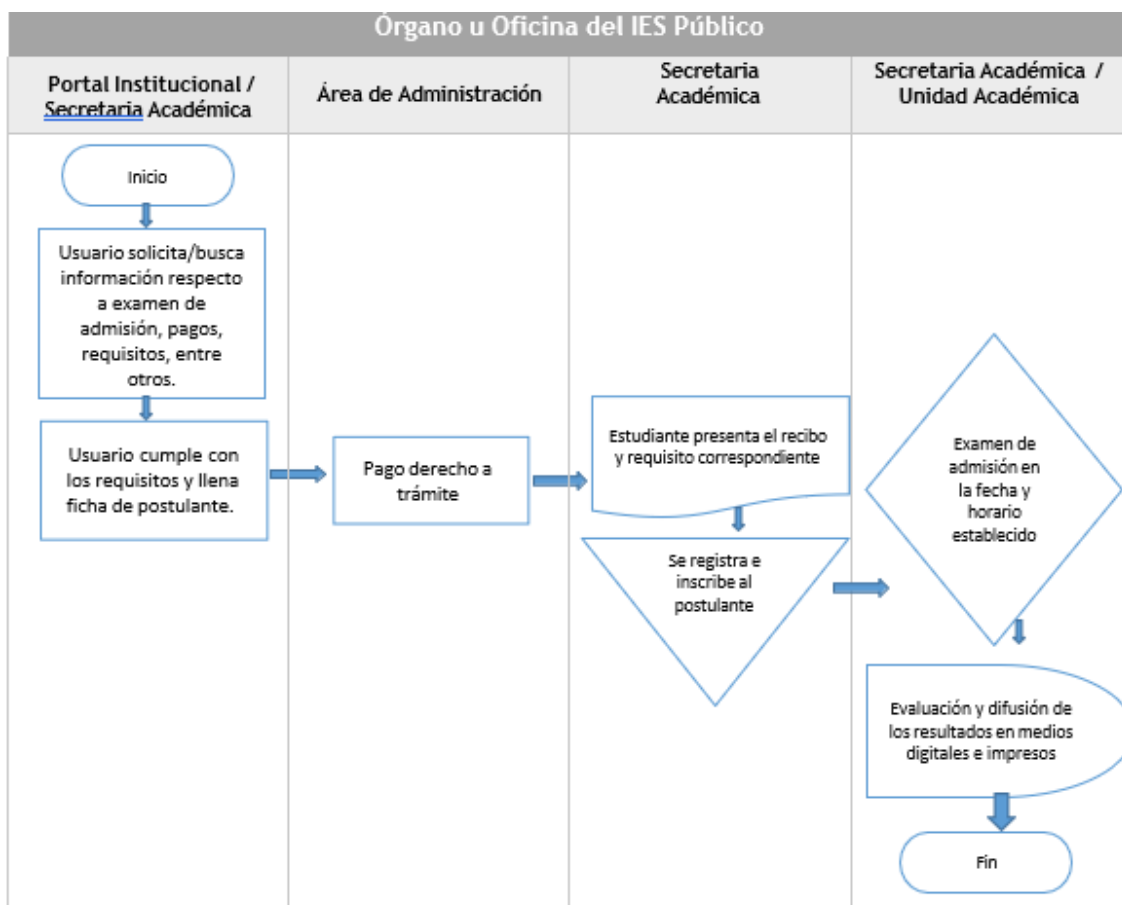 Órgano u Oficina del IES Público
Portal Institucional /
Secretaria Académica
Área de Administración
Secretaria
Académica
Secretaria Académica /
Unidad Académica
Inicio
Usuario solicita/busca
información respecto
a examen de
admisión, pagos,
requisitos, entre
otros.
Usuario cumple con
los requisitos y llena
ficha de postulante.
Pago derecho a
trámite
Estudiante presenta el recibo
y requisito correspondiente
Se registra e
inscribe al
postulante
Examen de
admisión en
la fecha y
horario
establecido
Evaluación y difusión de
los resultados en medios
digitales e impresos
Fin